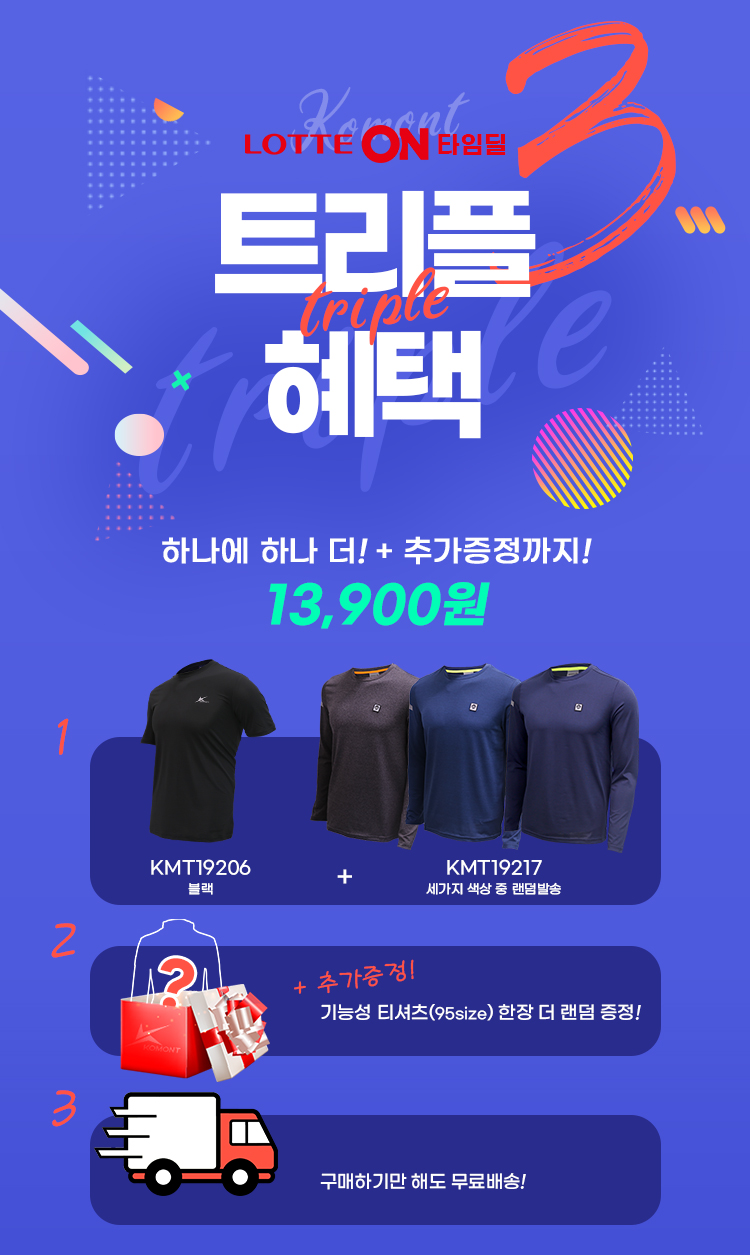 Komont
3
LOTTE ON 타임딜
트리플
triple
혜택
triple
하나에 하나 더! + 추가증정까지!
13,900원
1
KMT19206
블랙
+
KMT19217
세가지 색상 중 랜덤발송
2
?
KOMONT
+ 추가증정!
기능성 티셔츠(95size) 한장 더 랜덤 증정!
3
구매하기만 해도 무료배송!